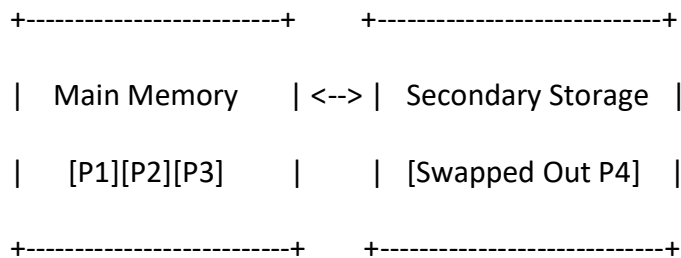 +--------------------------+ +-----------------------------+
| Main Memory | <--> | Secondary Storage |
| [P1][P2][P3] | | [Swapped Out P4] |
+---------------------------+ +-----------------------------+